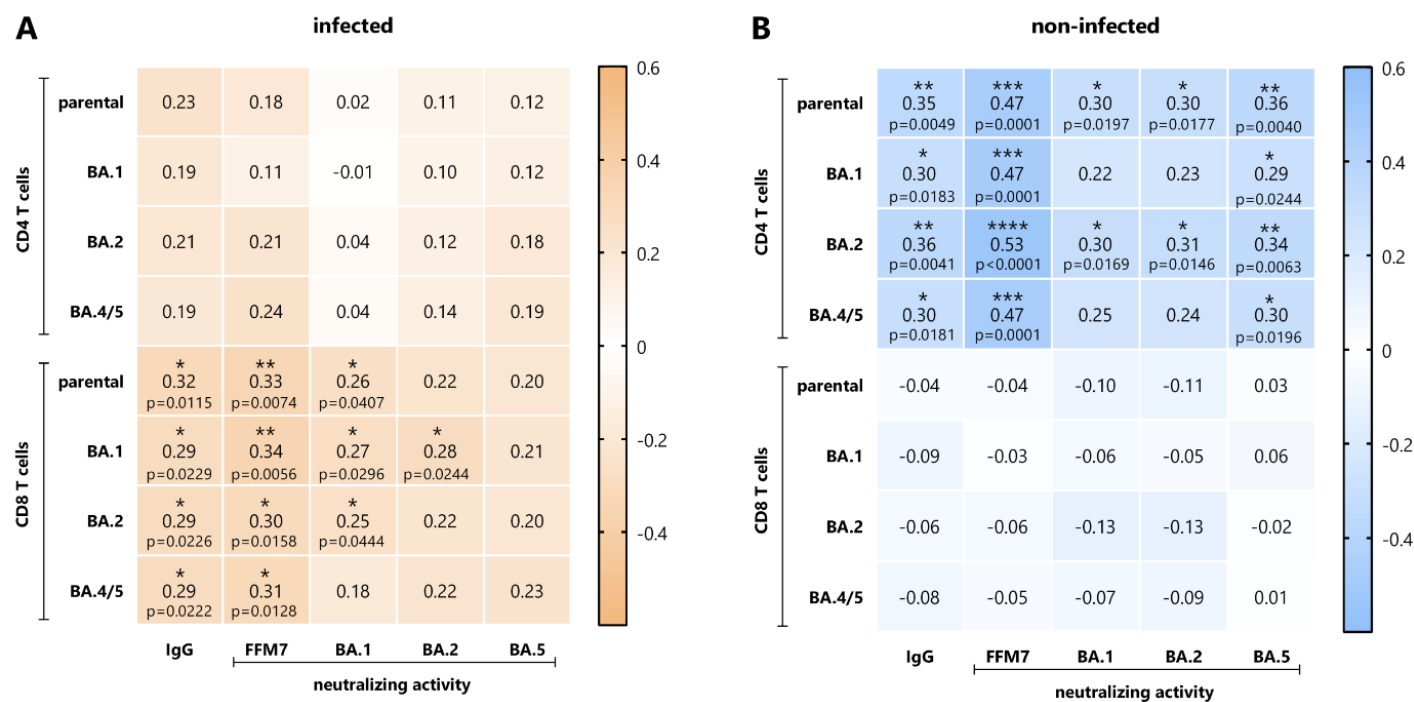 A
infected
parental
0.23
0.18
0.02
0.11
0.12
BA.1
0.19
0.11
-0.01
0.10
0.12
BA.2
0.21
0.21
0.04
0.12
0.18
BA.4/5
0.19
0.24
0.04
0.14
0.19
CD4 T cells
parental
*
0.32
p=0.0115
**
0.33
p=0.0074
*
0.26
p=0.0407
0.22
0.20
BA.1
*
0.29
p=0.0229
**
0.34
p=0.0056
*
0.27
p=0.0296
*
0.28
p=0.0244
0.21
BA.2
*
0.29
p=0.0226
*
0.30
p=0.0158
*
0.25
p=0.0444
0.22
0.20
BA.4/5
*
0.29
p=0.0222
*
0.31
p=0.0128
0.18
0.22
0.23
CD8 T cells
IgG
FFM7
BA.1
BA.2
BA.5
neutralizing activity
0.6
0.4
0.2
0
-0.2
-0.4
B
non-infected
parental
**
0.35
p=0.0049
***
0.47
p=0.0001
*
0.30
p=0.0197
*
0.30
p=0.0177
**
0.36
p=0.0040
BA.1
*
0.30
p=0.0183
***
0.47
p=0.0001
0.22
0.23
*
0.29
p=0.0244
BA.2
**
0.36
p=0.0041
****
0.53
p<0.0001
*
0.30
p=0.0169
*
0.31
p=0.0146
**
0.34
p=0.0063
BA.4/5
*
0.30
p=0.0181
***
0.47
p=0.0001
0.25
0.24
*
0.30
p=0.0196
CD4 T cells
parental
-0.04
-0.04
-0.10
-0.11
0.03
BA.1
-0.09
-0.03
-0.06
-0.05
0.06
BA.2
-0.06
-0.06
-0.13
-0.13
-0.02
BA.4/5
-0.08
-0.05
-0.07
-0.09
0.01
CD8 T cells
IgG
FFM7
BA.1
BA.2
BA.5
neutralizing activity
0.6
0.4
0.2
0
-0.2
-0.4